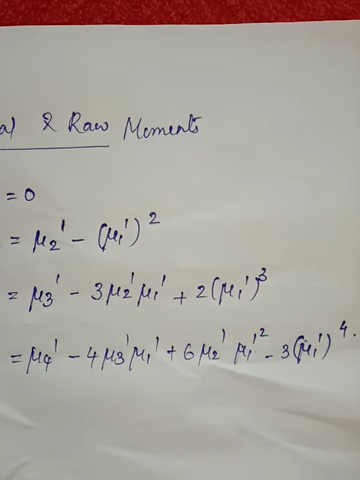 al & Raw Moments
= 0
= μ₂' - (μ₁')²
= μ₃' - 3μ₂'μ₁' + 2(μ₁')³
= μ₄' - 4μ₃'μ₁' + 6μ₂'μ₁'² - 3(μ₁')⁴.